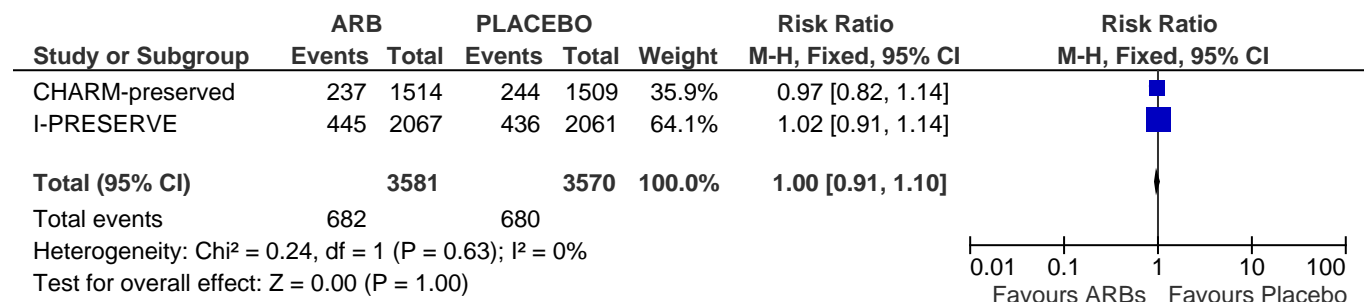 ARB PLACEBO Risk Ratio Risk Ratio
Study or Subgroup Events Total Events Total Weight M-H, Fixed, 95% CI M-H, Fixed, 95% CI
CHARM-preserved 237 1514 244 1509 35.9% 0.97 [0.82, 1.14]
I-PRESERVE 445 2067 436 2061 64.1% 1.02 [0.91, 1.14]
Total (95% CI) 3581 3570 100.0% 1.00 [0.91, 1.10]
Total events 682 680
Heterogeneity: Chi² = 0.24, df = 1 (P = 0.63); I² = 0%
Test for overall effect: Z = 0.00 (P = 1.00)
0.01 0.1 1 10 100
Favours ARBs Favours Placebo